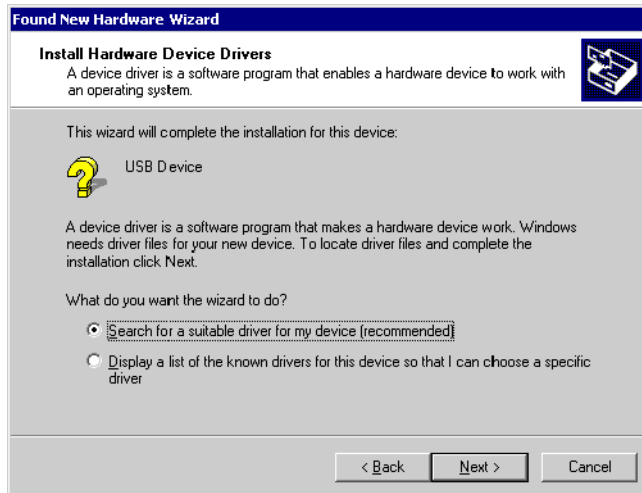 Found New Hardware Wizard
Install Hardware Device Drivers
A device driver is a software program that enables a hardware device to work with
an operating system.
This wizard will complete the installation for this device:
USB Device
A device driver is a software program that makes a hardware device work. Windows
needs driver files for your new device. To locate driver files and complete the
installation click Next.
What do you want the wizard to do?
Search for a suitable driver for my device (recommended)
Display a list of the known drivers for this device so that I can choose a specific
driver
< Back
Next >
Cancel